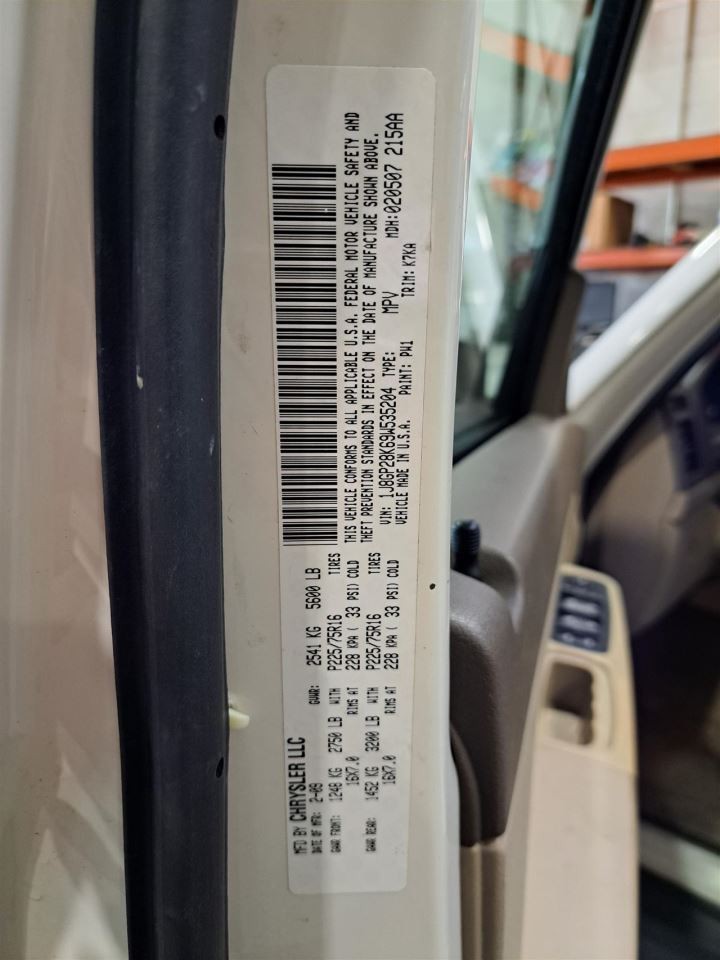 MFD BY CHRYSLER LLC
DATE OF MFR: 2-09 GVWR: 2541 KG 5600 LB
GAWR FRONT: 1248 KG 2750 LB WITH P225/75R16 TIRES
16X7.0 RIMS AT 228 KPA ( 33 PSI) COLD
GAWR REAR: 1452 KG 3200 LB WITH P225/75R16 TIRES
16X7.0 RIMS AT 228 KPA ( 33 PSI) COLD
THIS VEHICLE CONFORMS TO ALL APPLICABLE U.S.A. FEDERAL MOTOR VEHICLE SAFETY AND
THEFT PREVENTION STANDARDS IN EFFECT ON THE DATE OF MANUFACTURE SHOWN ABOVE.
VIN: 1J8GP28K69W535204 TYPE: MPV MDH:020507 215AA
VEHICLE MADE IN U.S.A. PAINT: PW1 TRIM: K7KA